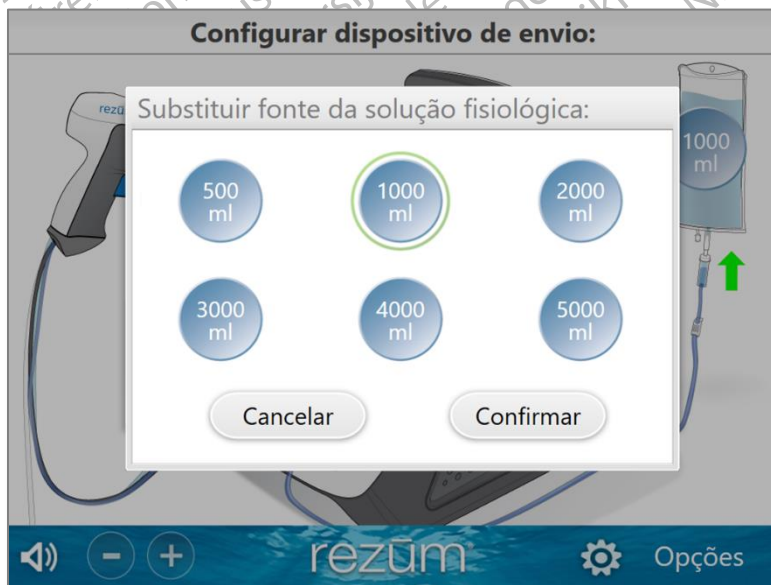 Configurar dispositivo de envio:
Substituir fonte da solução fisiológica:
500
ml
1000
ml
2000
ml
3000
ml
4000
ml
5000
ml
Cancelar
Confirmar
1000
ml
rezūm
Opções